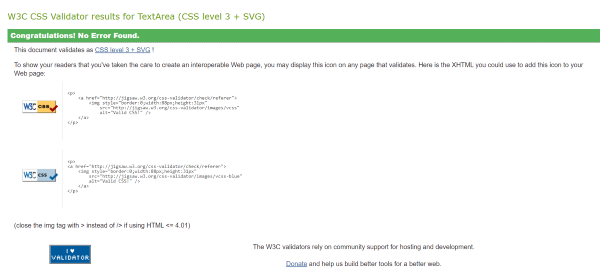 W3C CSS Validator results for TextArea (CSS level 3 + SVG)
Congratulations! No Error Found.
This document validates as CSS level 3 + SVG !
To show your readers that you've taken the care to create an interoperable Web page, you may display this icon on any page that validates. Here is the XHTML you could use to add this icon to your
Web page:
<p>
<a href="http://jigsaw.w3.org/css-validator/check/referer">
<img style="border:0;width:88px;height:31px"
src="http://jigsaw.w3.org/css-validator/images/vcss"
alt="Valid CSS!" />
</a>
</p>
W3C css
<p>
<a href="http://jigsaw.w3.org/css-validator/check/referer">
<img style="border:0;width:88px;height:31px"
src="http://jigsaw.w3.org/css-validator/images/vcss-blue"
alt="Valid CSS!" />
</a>
</p>
W3C css
(close the img tag with > instead of /> if using HTML <= 4.01)
I ♥
VALIDATOR
The W3C validators rely on community support for hosting and development.
Donate and help us build better tools for a better web.